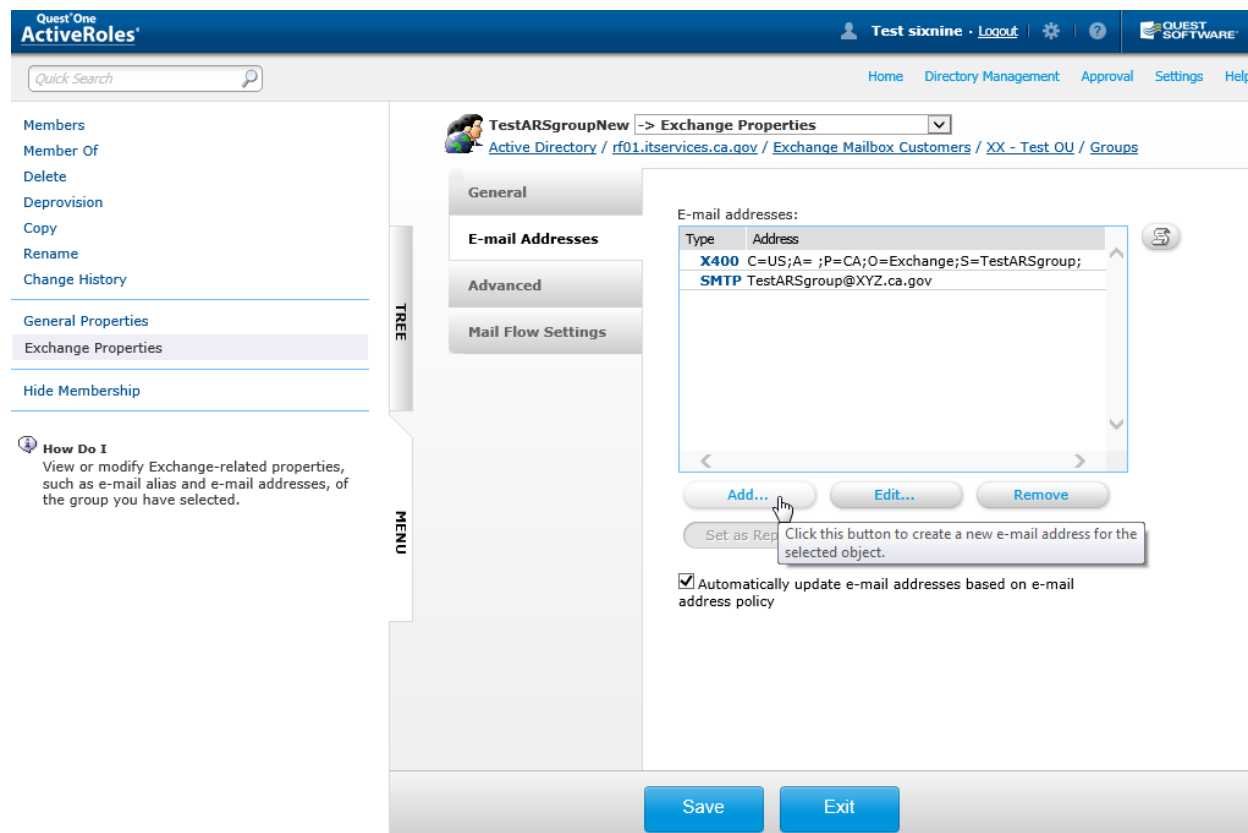 Quest One
ActiveRoles
Test sixnine · Logout
QUEST
SOFTWARE
Quick Search
Home Directory Management Approval Settings Help
Members
Member Of
Delete
Deprovision
Copy
Rename
Change History
General Properties
Exchange Properties
Hide Membership
How Do I
View or modify Exchange-related properties,
such as e-mail alias and e-mail addresses, of
the group you have selected.
TREE
MENU
TestARSgroupNew -> Exchange Properties
Active Directory / rf01.itservices.ca.gov / Exchange Mailbox Customers / XX - Test OU / Groups
General
E-mail Addresses
Advanced
Mail Flow Settings
E-mail addresses:
Type Address
X400 C=US;A= ;P=CA;O=Exchange;S=TestARSgroup;
SMTP TestARSgroup@XYZ.ca.gov
Add... Edit... Remove
Set as Rep
Click this button to create a new e-mail address for the
selected object.
Automatically update e-mail addresses based on e-mail
address policy
Save Exit